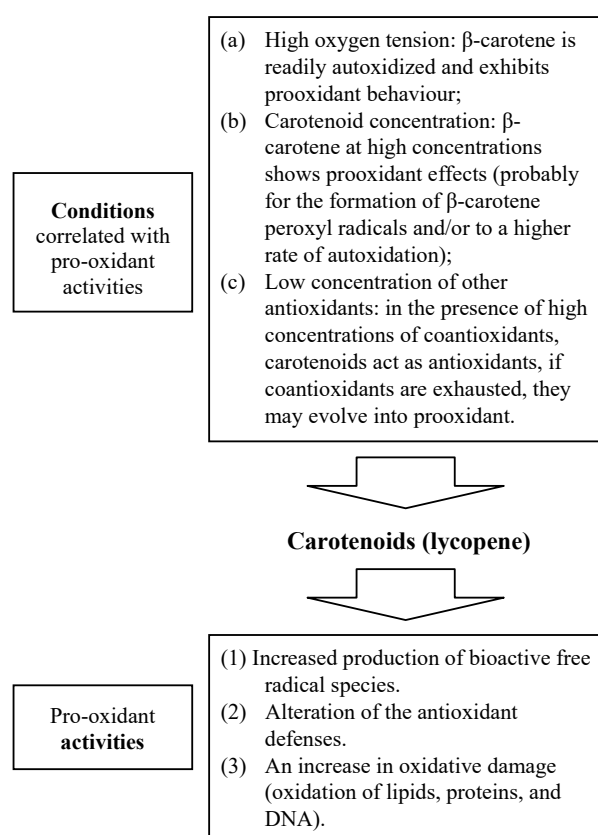 Conditions
correlated with
pro-oxidant
activities
(a) High oxygen tension: β-carotene is
readily autoxidized and exhibits
prooxidant behaviour;
(b) Carotenoid concentration: β-
carotene at high concentrations
shows prooxidant effects (probably
for the formation of β-carotene
peroxyl radicals and/or to a higher
rate of autoxidation);
(c) Low concentration of other
antioxidants: in the presence of high
concentrations of coantioxidants,
carotenoids act as antioxidants, if
coantioxidants are exhausted, they
may evolve into prooxidant.
Carotenoids (lycopene)
Pro-oxidant
activities
(1) Increased production of bioactive free
radical species.
(2) Alteration of the antioxidant
defenses.
(3) An increase in oxidative damage
(oxidation of lipids, proteins, and
DNA).